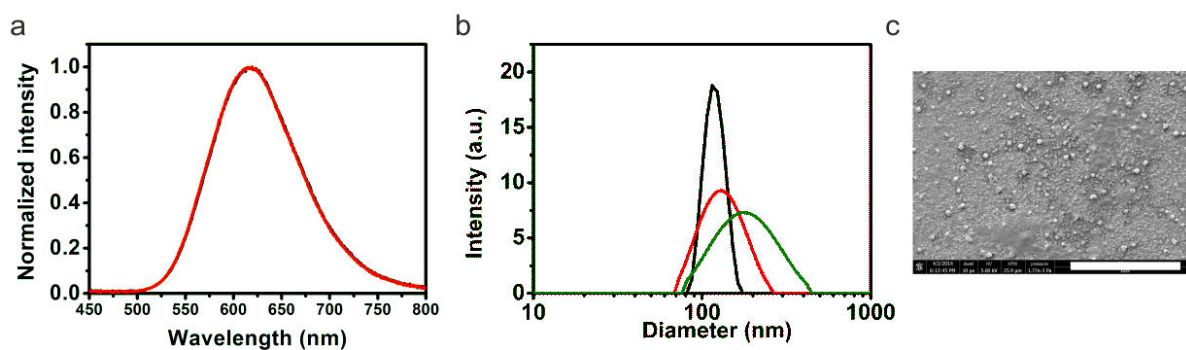 a
b
c
Normalized intensity
1.0
0.8
0.6
0.4
0.2
0.0
450 500 550 600 650 700 750 800
Wavelength (nm)
Intensity (a.u.)
20
15
10
5
0
10 100 1000
Diameter (nm)